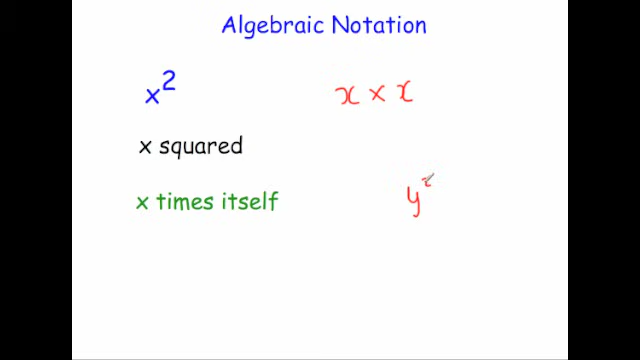 Algebraic Notation
x²
x × x
x squared
x times itself
y²